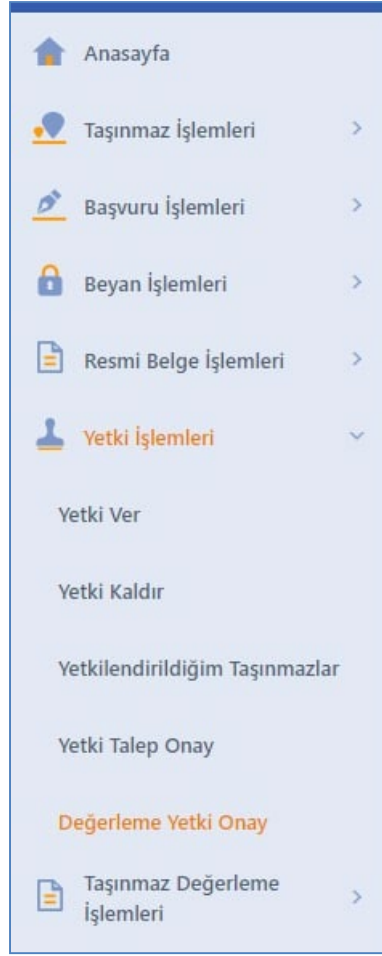 Anasayfa
Taşınmaz İşlemleri
Başvuru İşlemleri
Beyan İşlemleri
Resmi Belge İşlemleri
Yetki İşlemleri
Yetki Ver
Yetki Kaldır
Yetkilendirildiğim Taşınmazlar
Yetki Talep Onay
Değerleme Yetki Onay
Taşınmaz Değerleme
İşlemleri